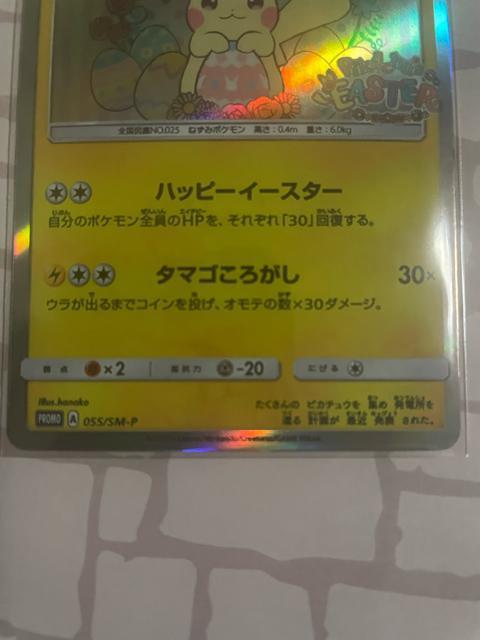 Pikachu's
EASTER
全国図鑑NO.025 ねずみポケモン 高さ:0.4m 重さ:6.0kg
ハッピーイースター
自分のポケモン全員のHPを、それぞれ「30」回復する。
タマゴころがし 30×
ウラが出るまでコインを投げ、オモテの数×30ダメージ。
弱点 ×2 抵抗力 -20 にげる
illus.hanako
PROMO A 055/SM-P
たくさんの ピカチュウを 集め 発電所を
造る 計画が 最近 発表 された。